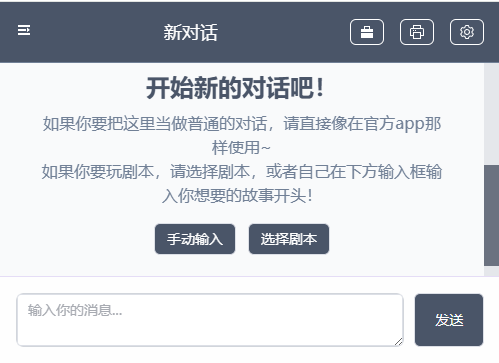 新对话
开始新的对话吧！
如果你要把这里当做普通的对话，请直接像在官方app那
样使用~
如果你要玩剧本，请选择剧本，或者自己在下方输入框输
入你想要的故事开头！
手动输入 选择剧本
输入你的消息...
发送